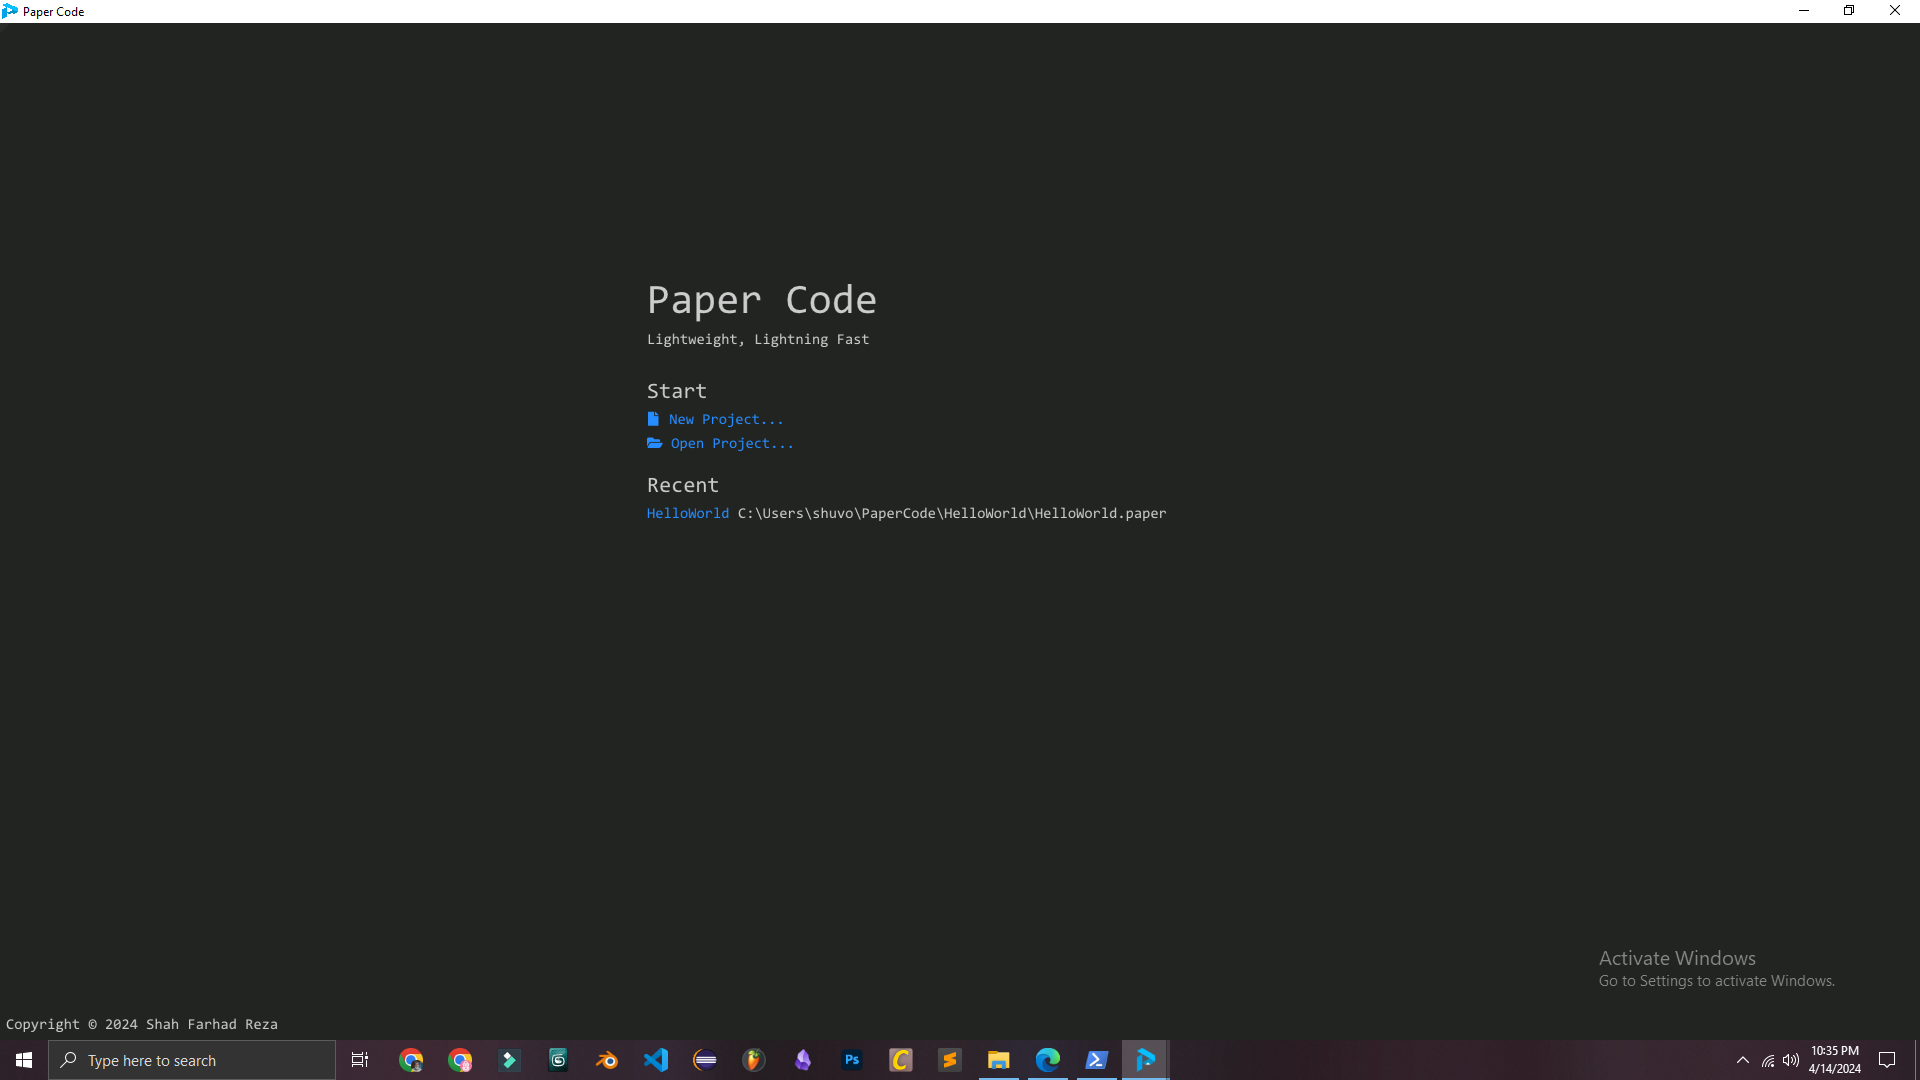 Paper Code
Paper Code
Lightweight, Lightning Fast
Start
New Project...
Open Project...
Recent
HelloWorld C:\Users\shuvo\PaperCode\HelloWorld\HelloWorld.paper
Activate Windows
Go to Settings to activate Windows.
Copyright © 2024 Shah Farhad Reza
Type here to search
Ps
10:35 PM
4/14/2024